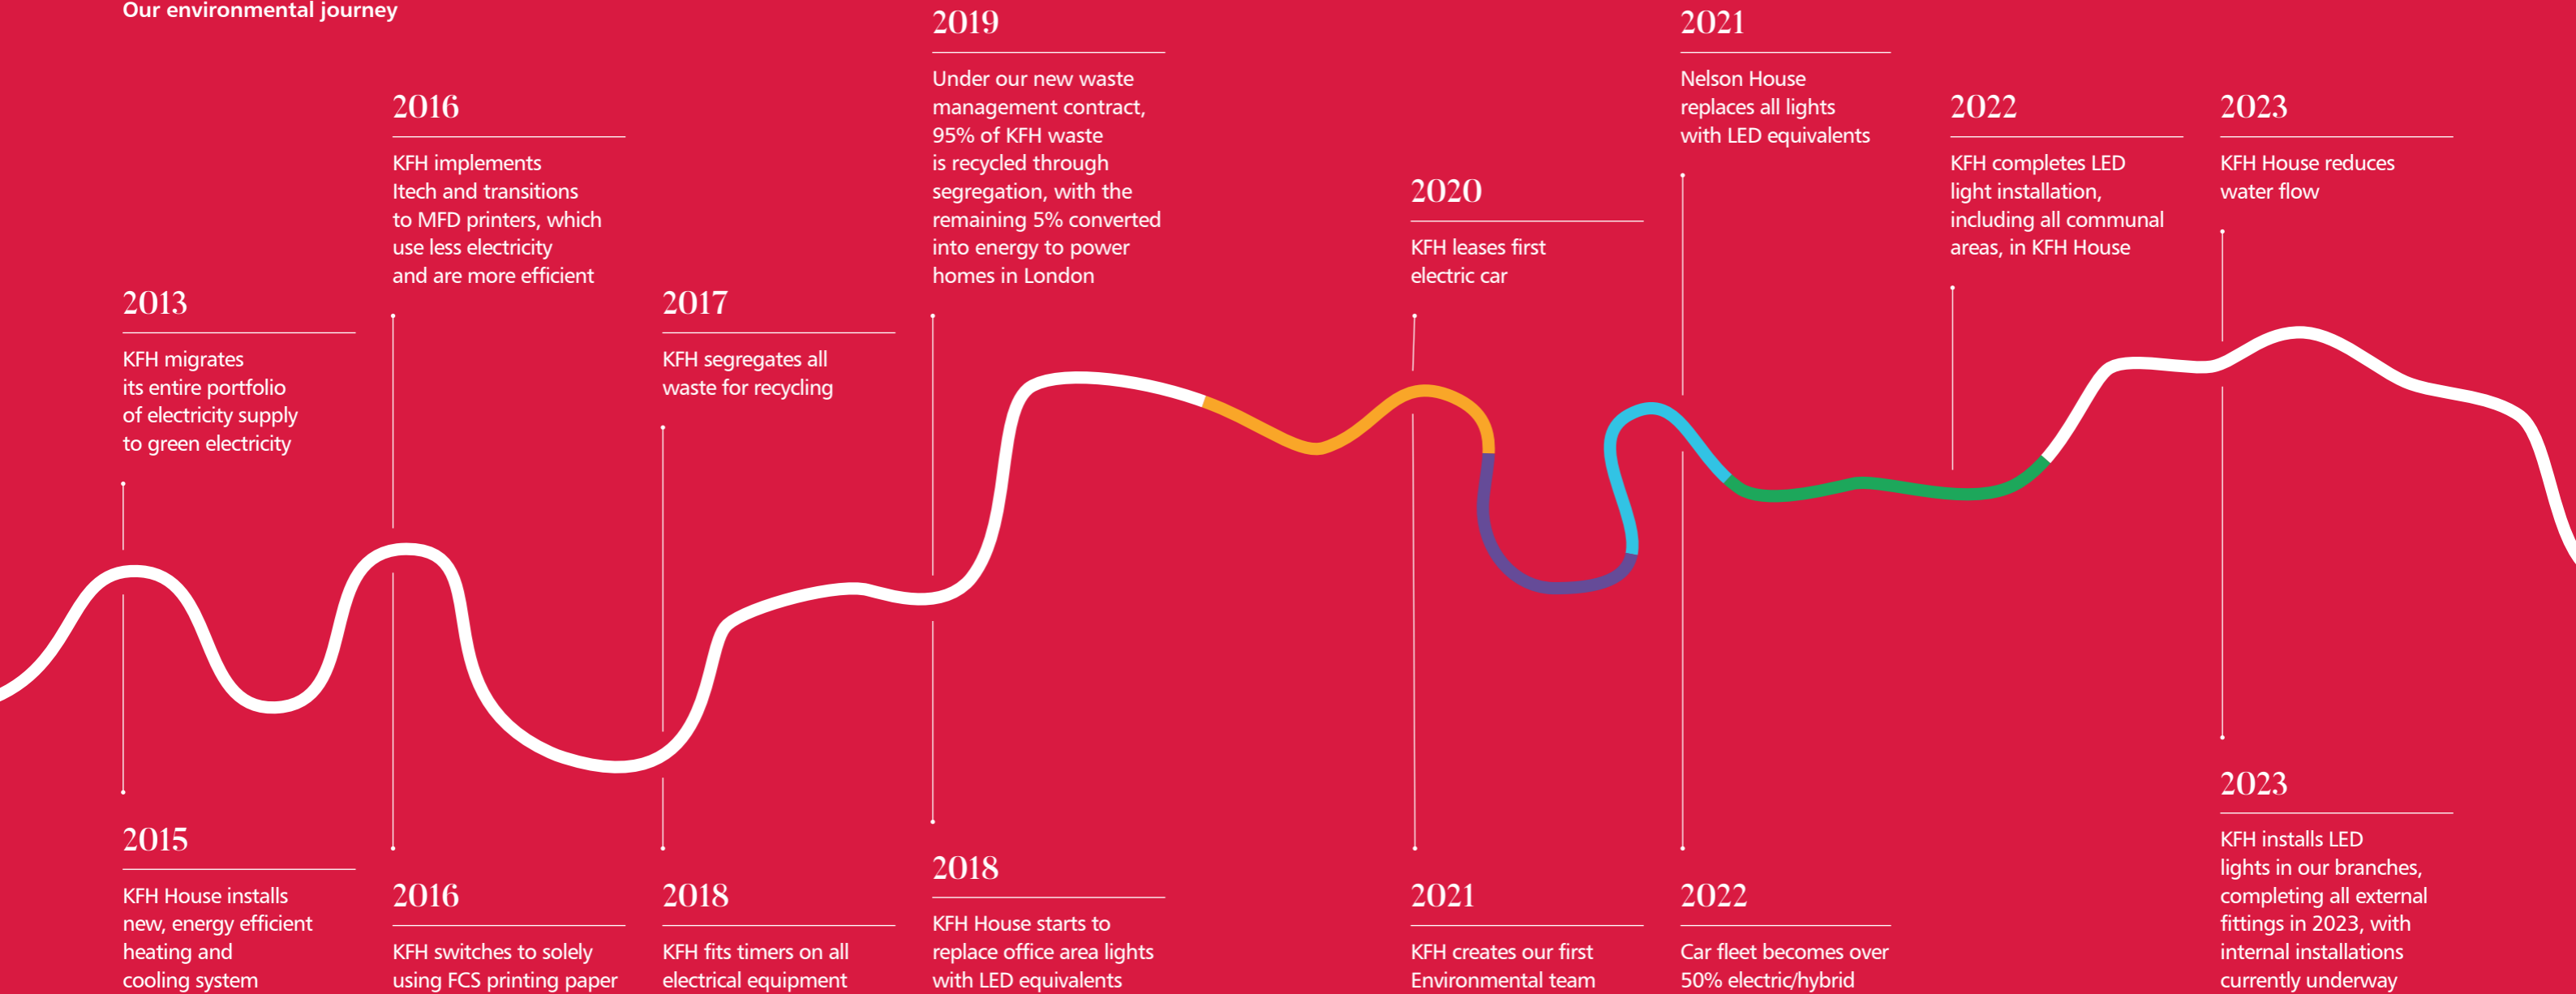 Our environmental journey
2013
KFH migrates
its entire portfolio
of electricity supply
to green electricity
2015
KFH House installs
new, energy efficient
heating and
cooling system
2016
KFH implements
Itech and transitions
to MFD printers, which
use less electricity
and are more efficient
2016
KFH switches to solely
using FCS printing paper
2017
KFH segregates all
waste for recycling
2018
KFH fits timers on all
electrical equipment
2019
Under our new waste
management contract,
95% of KFH waste
is recycled through
segregation, with the
remaining 5% converted
into energy to power
homes in London
2018
KFH House starts to
replace office area lights
with LED equivalents
2020
KFH leases first
electric car
2021
KFH creates our first
Environmental team
2021
Nelson House
replaces all lights
with LED equivalents
2022
Car fleet becomes over
50% electric/hybrid
2022
KFH completes LED
light installation,
including all communal
areas, in KFH House
2023
KFH House reduces
water flow
2023
KFH installs LED
lights in our branches,
completing all external
fittings in 2023, with
internal installations
currently underway